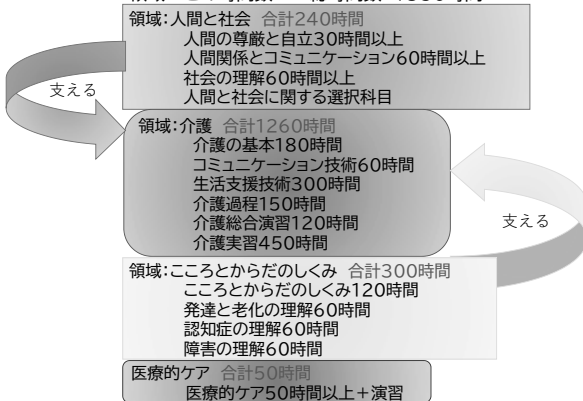 領域：人間と社会 合計240時間
人間の尊厳と自立30時間以上
人間関係とコミュニケーション60時間以上
社会の理解60時間以上
人間と社会に関する選択科目
支える
領域：介護 合計1260時間
介護の基本180時間
コミュニケーション技術60時間
生活支援技術300時間
介護過程150時間
介護総合演習120時間
介護実習450時間
支える
領域：こころとからだのしくみ 合計300時間
こころとからだのしくみ120時間
発達と老化の理解60時間
認知症の理解60時間
障害の理解60時間
医療的ケア 合計50時間
医療的ケア50時間以上＋演習